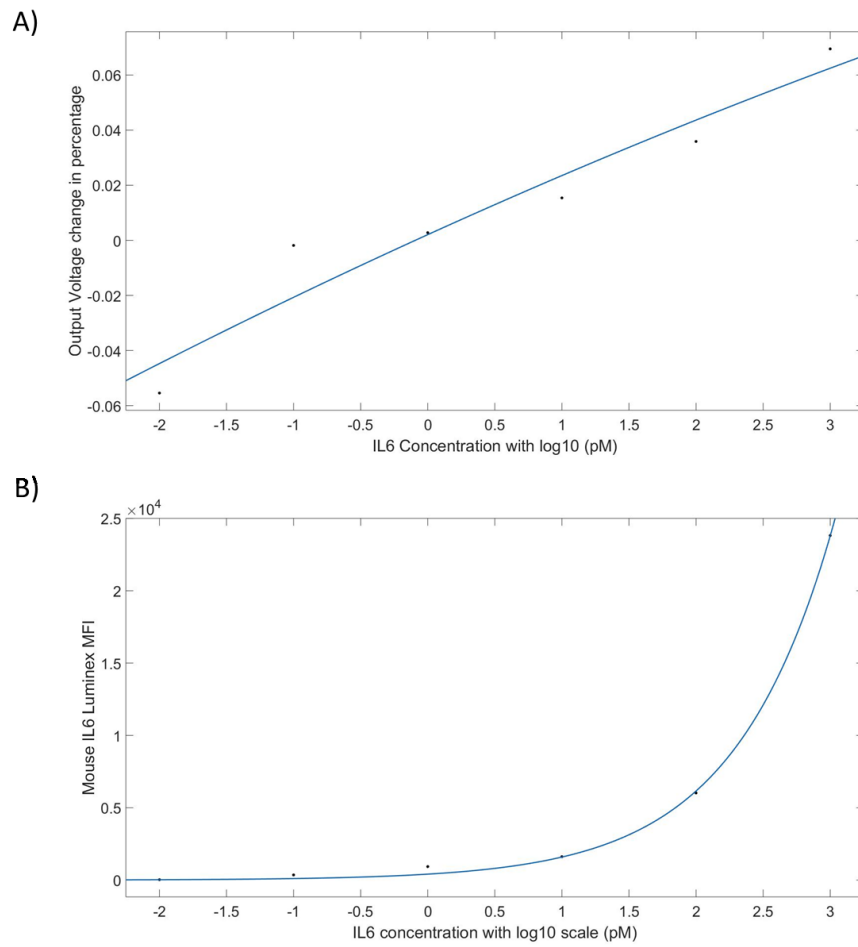 A)
Output Voltage change in percentage
0.06
0.04
0.02
0
-0.02
-0.04
-0.06
-2 -1.5 -1 -0.5 0 0.5 1 1.5 2 2.5 3
IL6 Concentration with log10 (pM)
B)
×10⁴
Mouse IL6 Luminex MFI
2.5
2
1.5
1
0.5
0
-2 -1.5 -1 -0.5 0 0.5 1 1.5 2 2.5 3
IL6 concentration with log10 scale (pM)